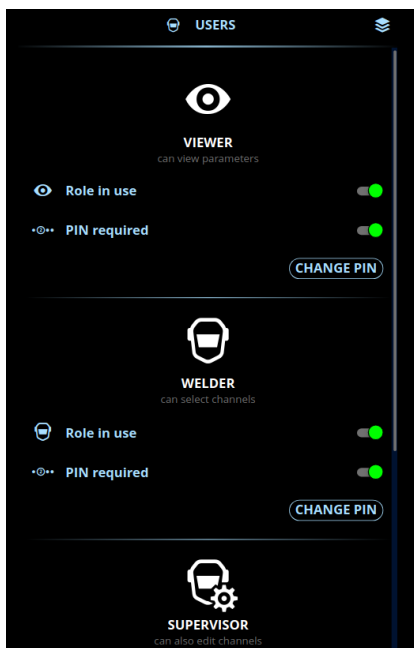 USERS
VIEWER
can view parameters
Role in use
PIN required
CHANGE PIN
WELDER
can select channels
Role in use
PIN required
CHANGE PIN
SUPERVISOR
can also edit channels